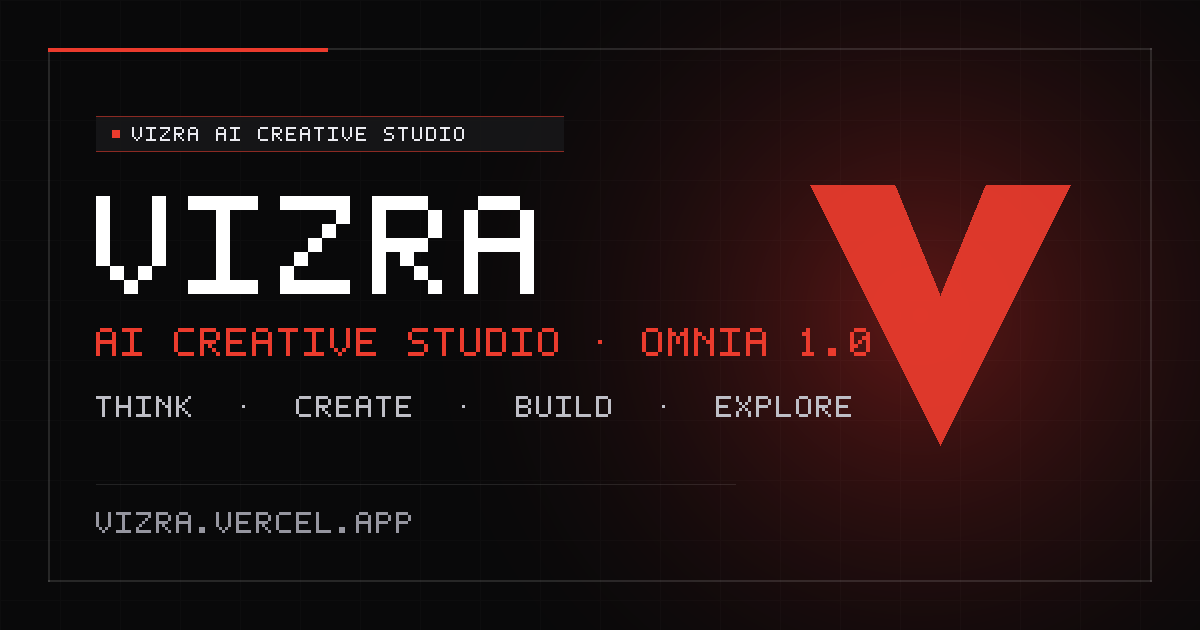 VIZRA AI CREATIVE STUDIO
VIZRA
AI CREATIVE STUDIO · OMNIA 1.0
THINK · CREATE · BUILD · EXPLORE
VIZRA.VERCEL.APP
V